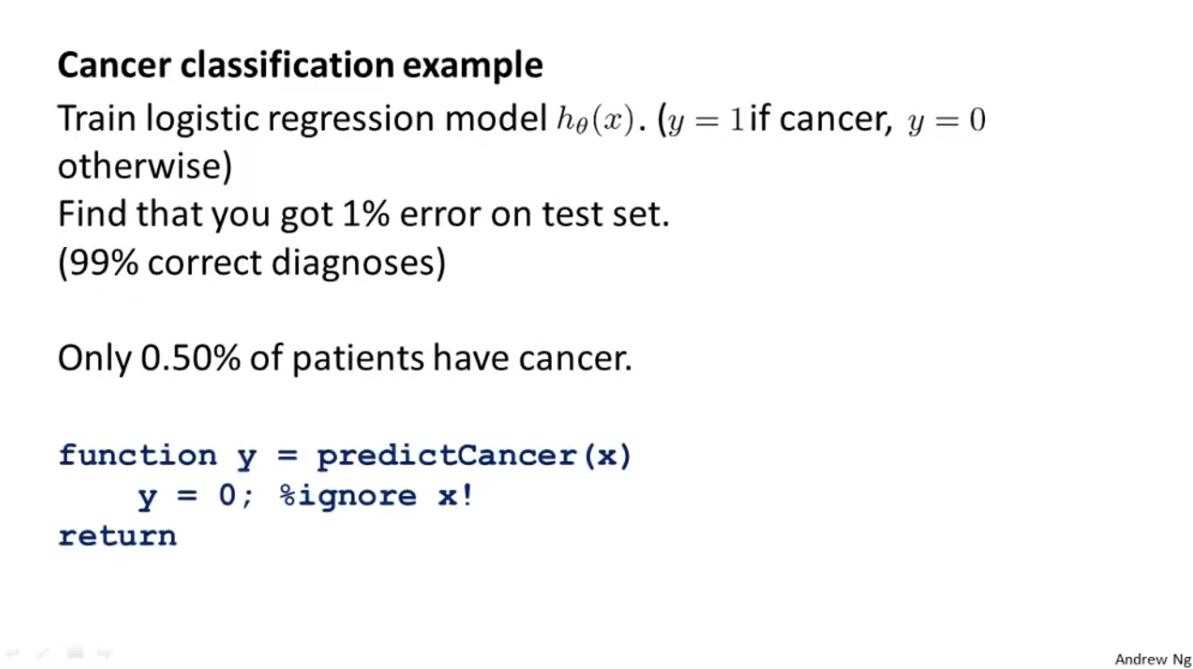 Cancer classification example
Train logistic regression model hθ(x). (y = 1 if cancer, y = 0
otherwise)
Find that you got 1% error on test set.
(99% correct diagnoses)
Only 0.50% of patients have cancer.
function y = predictCancer(x)
y = 0; %ignore x!
return
Andrew Ng